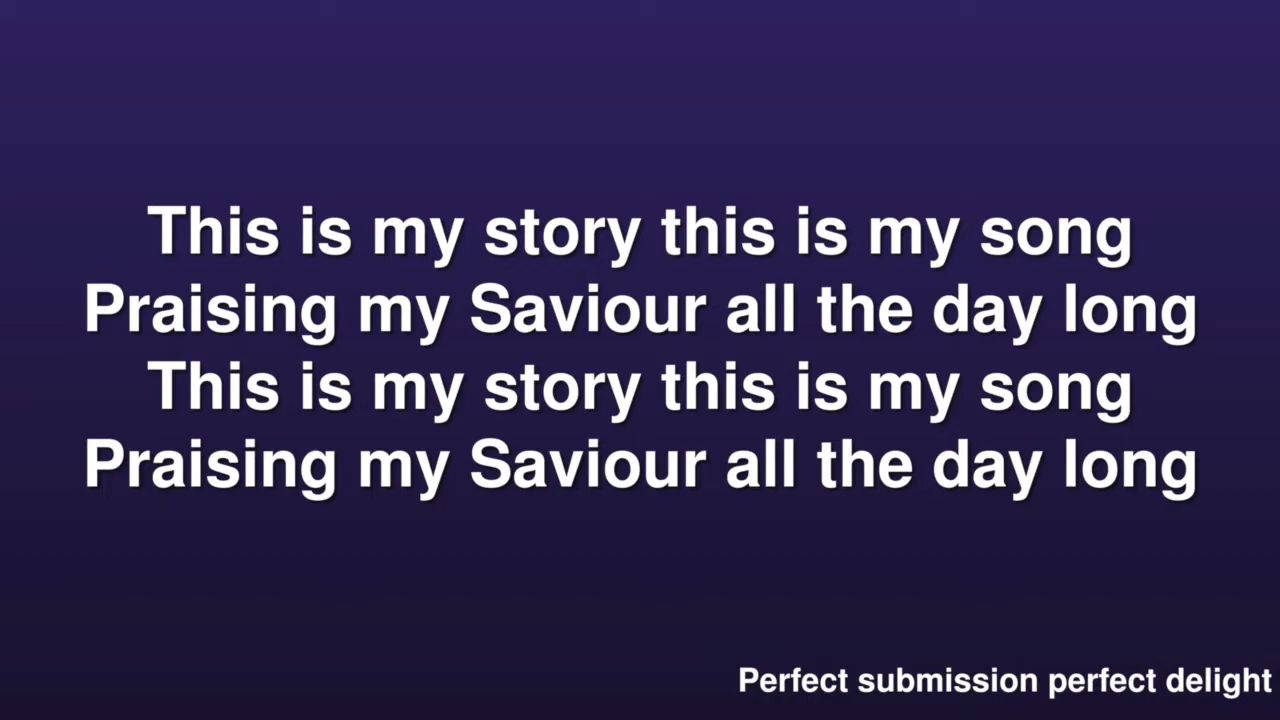 This is my story this is my song
Praising my Saviour all the day long
This is my story this is my song
Praising my Saviour all the day long
Perfect submission perfect delight